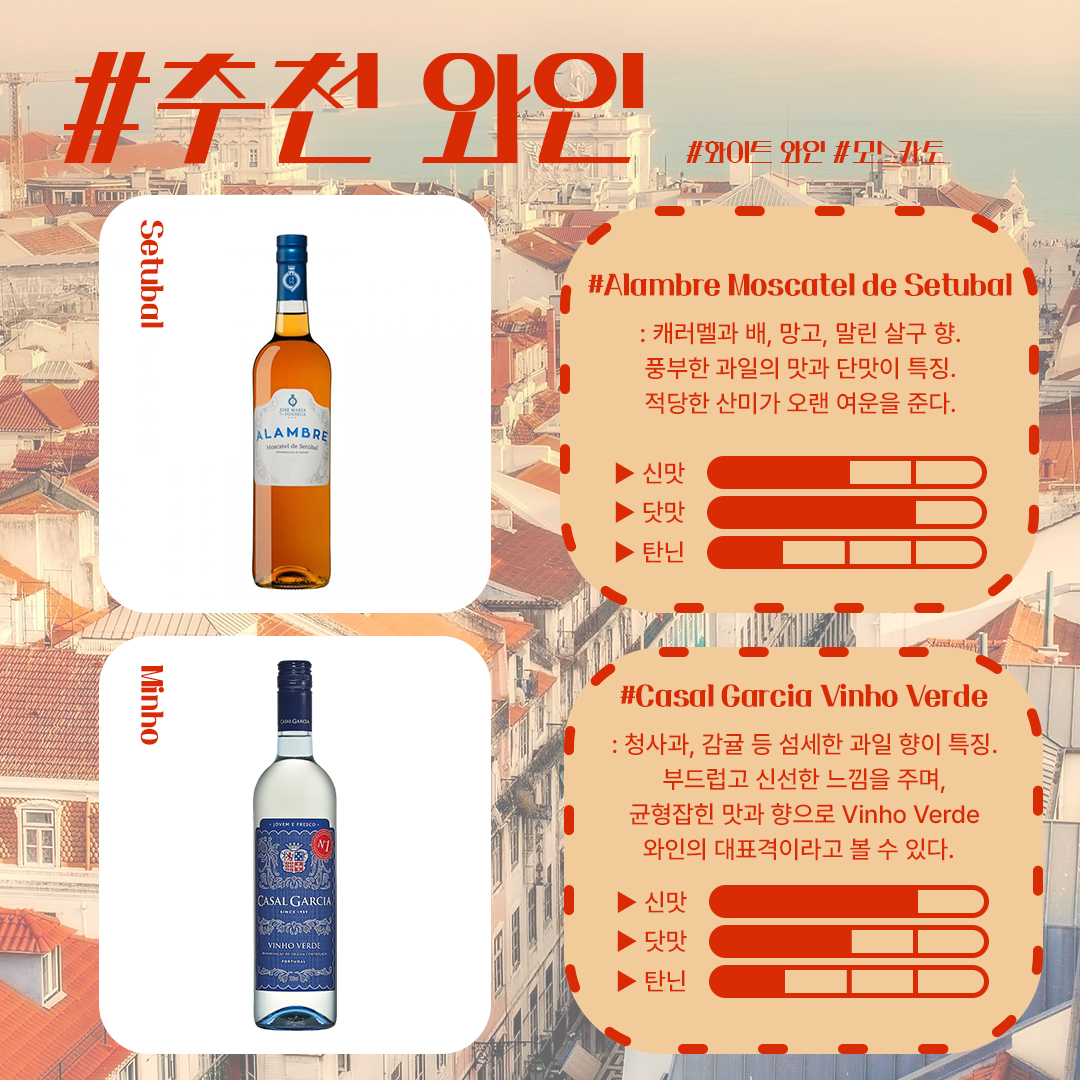 #추천 와인
#화이트 와인 #모스카토
Setubal
JOSÉ MARIA
DA FONSECA
ALAMBRE
Moscatel de Setúbal
#Alambre Moscatel de Setubal
: 캐러멜과 배, 망고, 말린 살구 향.
풍부한 과일의 맛과 단맛이 특징.
적당한 산미가 오랜 여운을 준다.
▶ 신맛
▶ 닷맛
▶ 탄닌
Minho
CASAL GARCIA
• JOVEM E FRESCO •
Nº1
CASAL GARCIA
SINCE 1939
VINHO VERDE
DENOMINAÇÃO DE ORIGEM CONTROLADA
PORTUGAL
#Casal Garcia Vinho Verde
: 청사과, 감귤 등 섬세한 과일 향이 특징.
부드럽고 신선한 느낌을 주며,
균형잡힌 맛과 향으로 Vinho Verde
와인의 대표격이라고 볼 수 있다.
▶ 신맛
▶ 닷맛
▶ 탄닌